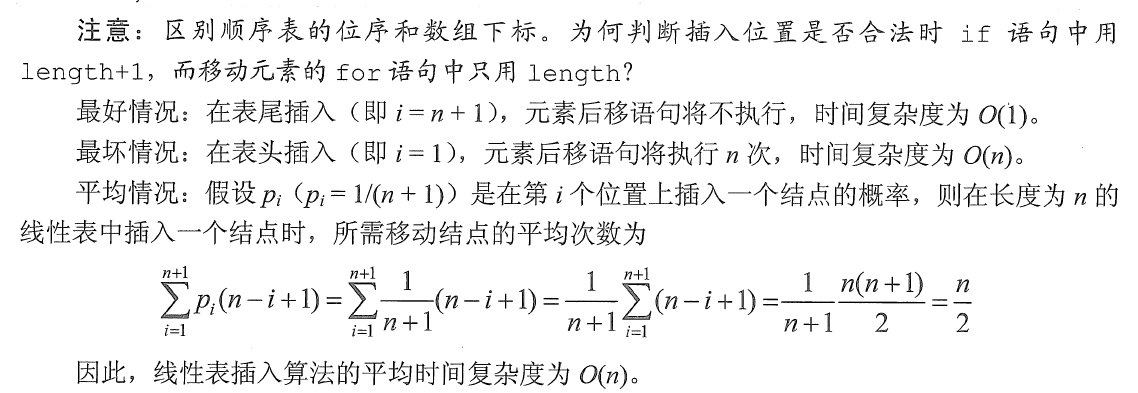 注意：区别顺序表的位序和数组下标。为何判断插入位置是否合法时 if 语句中用
length+1，而移动元素的 for 语句中只用 length？
最好情况：在表尾插入（即 i = n + 1），元素后移语句将不执行，时间复杂度为 O(1)。
最坏情况：在表头插入（即 i = 1），元素后移语句将执行 n 次，时间复杂度为 O(n)。
平均情况：假设 pᵢ（pᵢ = 1/(n + 1)）是在第 i 个位置上插入一个结点的概率，则在长度为 n 的
线性表中插入一个结点时，所需移动结点的平均次数为
\sum_{i=1}^{n+1} p_i(n-i+1) = \sum_{i=1}^{n+1} \frac{1}{n+1}(n-i+1) = \frac{1}{n+1}\sum_{i=1}^{n+1}(n-i+1) = \frac{1}{n+1}\frac{n(n+1)}{2} = \frac{n}{2}
因此，线性表插入算法的平均时间复杂度为 O(n)。